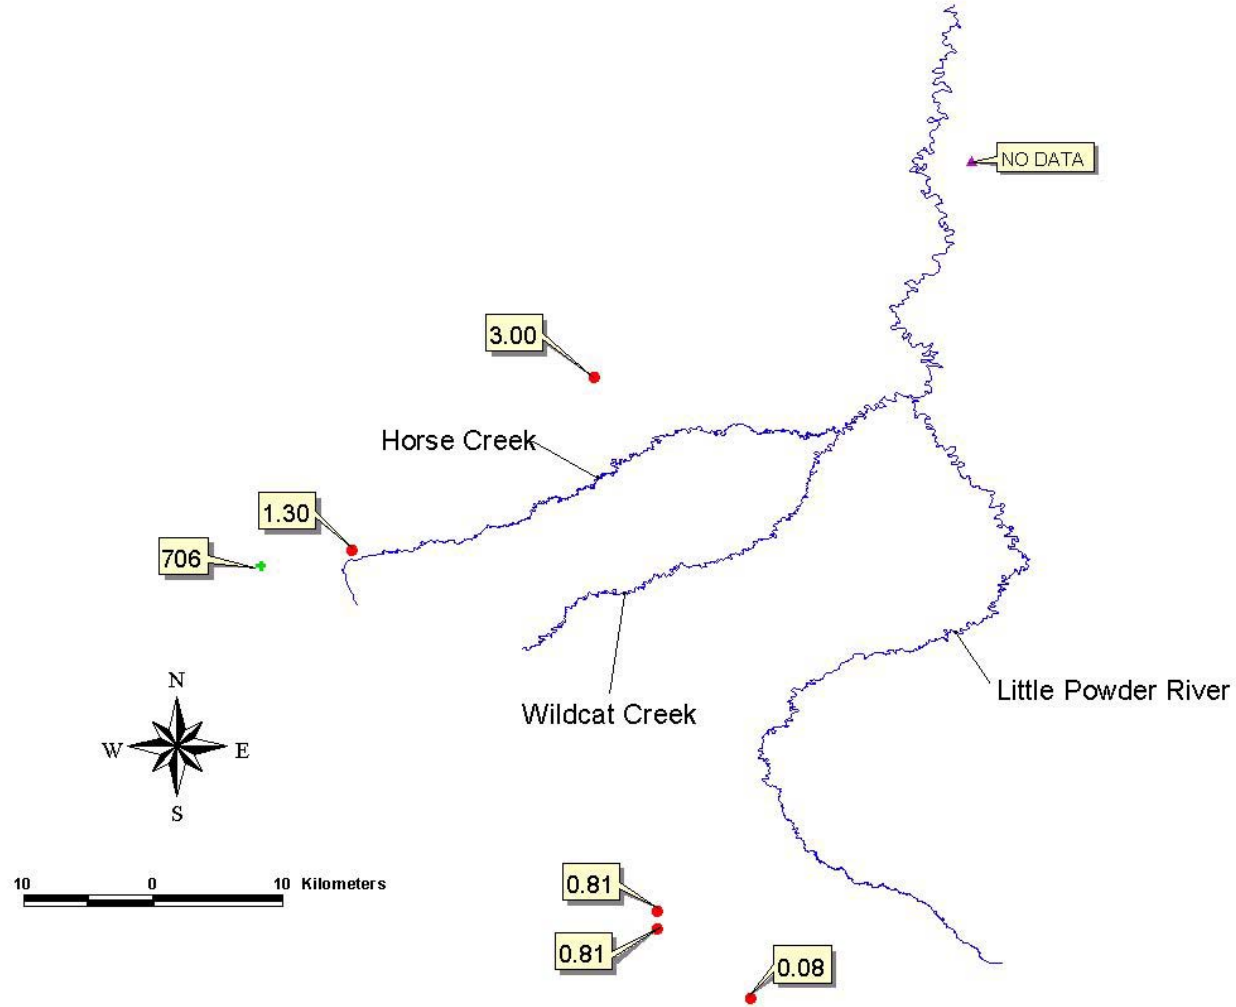 NO DATA
3.00
Horse Creek
1.30
706
Little Powder River
Wildcat Creek
N
W E
S
10 0 10 Kilometers
0.81
0.81
0.08